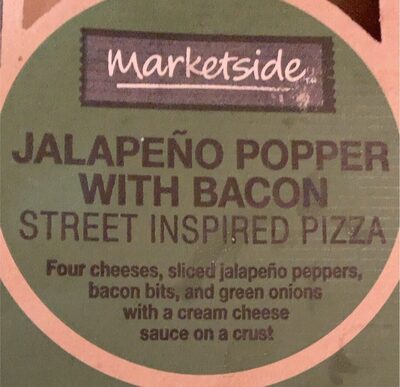 marketside™
JALAPEÑO POPPER
WITH BACON
STREET INSPIRED PIZZA
Four cheeses, sliced jalapeño peppers,
bacon bits, and green onions
with a cream cheese
sauce on a crust